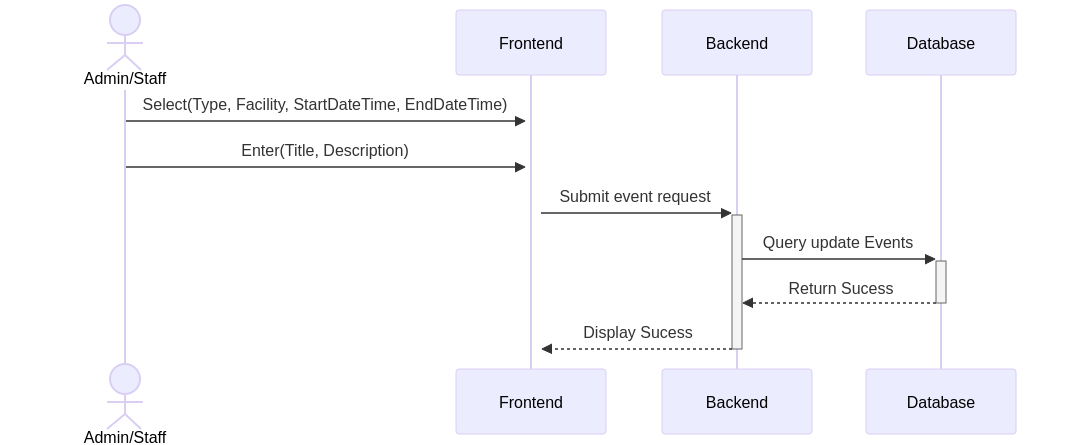 Admin/Staff
Frontend
Backend
Database
Select(Type, Facility, StartDateTime, EndDateTime)
Enter(Title, Description)
Submit event request
Query update Events
Return Sucess
Display Sucess
Admin/Staff
Frontend
Backend
Database